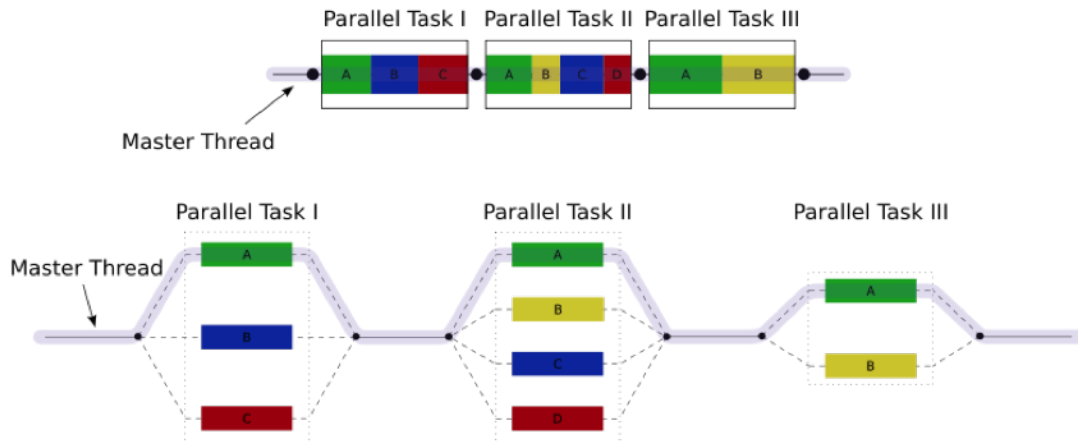 Parallel Task I Parallel Task II Parallel Task III
A B C A B C D A B
Master Thread
Parallel Task I Parallel Task II Parallel Task III
Master Thread
A A
A
B
B
C
B
C D